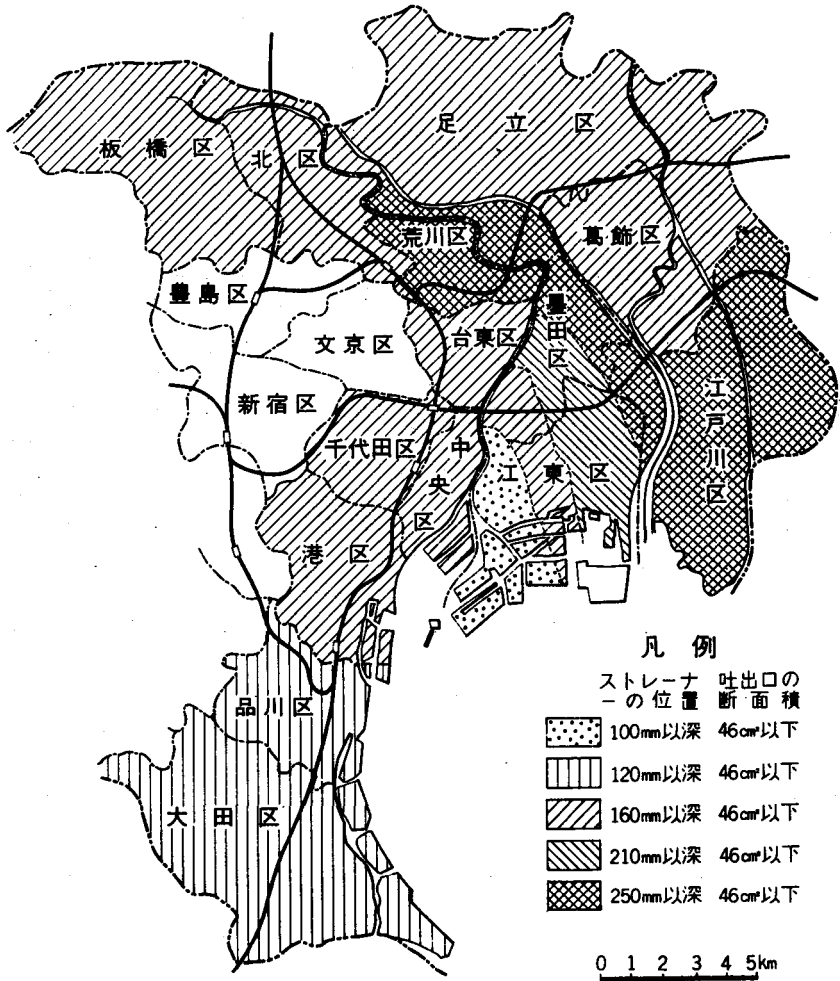 足立区
板橋区
北区
荒川区
葛飾区
豊島区
墨田区
文京区
台東区
新宿区
江戸川区
千代田区
中央区
江東区
港区
品川区
大田区
凡例
ストレーナ 吐出口の
ーの位置 断面積
100mm以深 46cm²以下
120mm以深 46cm²以下
160mm以深 46cm²以下
210mm以深 46cm²以下
250mm以深 46cm²以下
0 1 2 3 4 5km